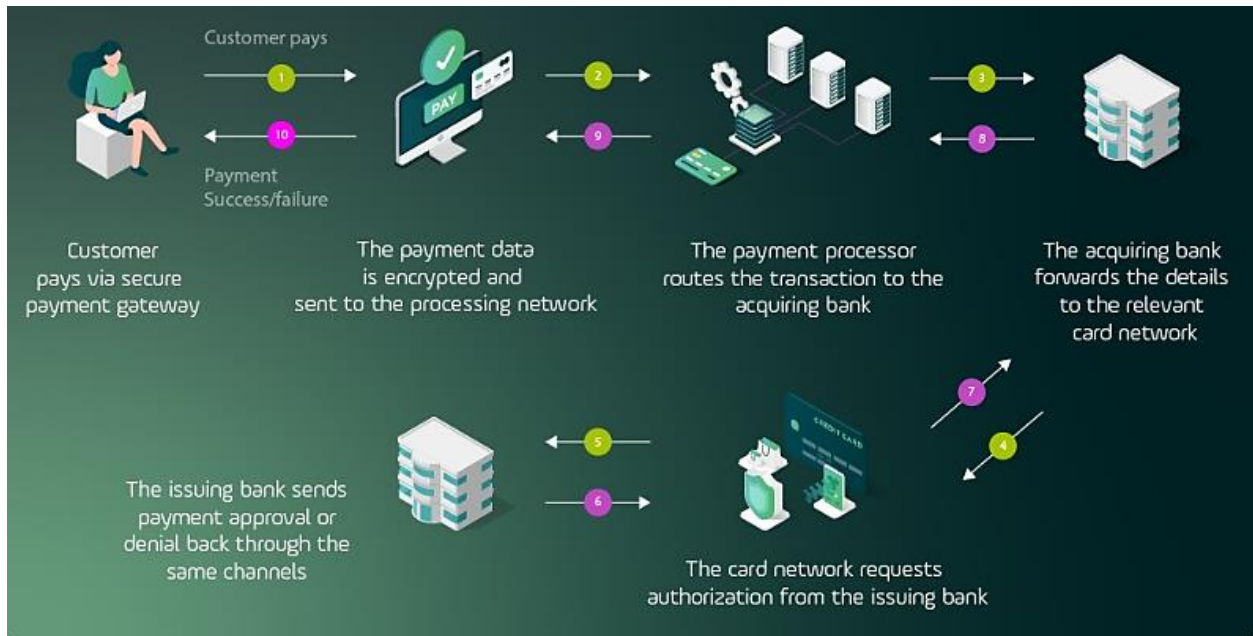 Customer pays
1
2
3
PAY
10
9
8
Payment
Success/failure
Customer
pays via secure
payment gateway
The payment data
is encrypted and
sent to the processing network
The payment processor
routes the transaction to the
acquiring bank
The acquiring bank
forwards the details
to the relevant
card network
7
4
CREDIT CARD
5
6
The issuing bank sends
payment approval or
denial back through the
same channels
The card network requests
authorization from the issuing bank